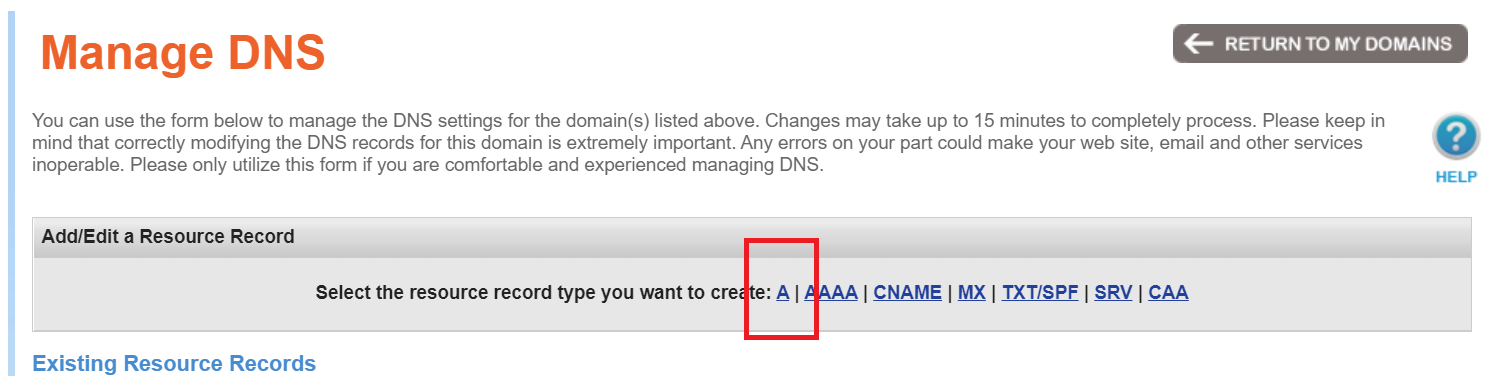 Manage DNS
RETURN TO MY DOMAINS
You can use the form below to manage the DNS settings for the domain(s) listed above. Changes may take up to 15 minutes to completely process. Please keep in
mind that correctly modifying the DNS records for this domain is extremely important. Any errors on your part could make your web site, email and other services
inoperable. Please only utilize this form if you are comfortable and experienced managing DNS.
?
HELP
Add/Edit a Resource Record
Select the resource record type you want to create: A | AAAA | CNAME | MX | TXT/SPF | SRV | CAA
Existing Resource Records